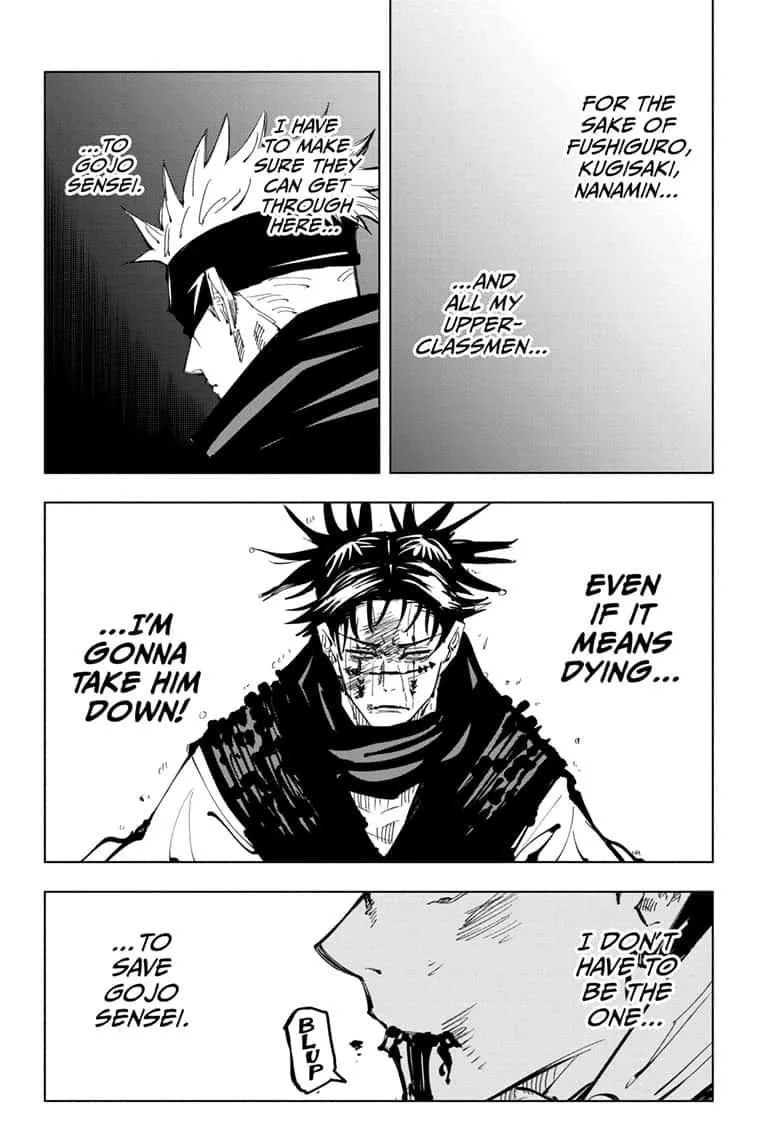 FOR THE
SAKE OF
FUSHIGURO,
KUGISAKI,
NANAMIN...
...AND
ALL MY
UPPER-
CLASSMEN...
I HAVE
TO MAKE
SURE THEY
CAN GET
THROUGH
HERE...
...TO
GOJO
SENSEI.
EVEN
IF IT
MEANS
DYING...
...I'M
GONNA
TAKE HIM
DOWN!
I DON'T
HAVE TO
BE THE
ONE...
...TO
SAVE
GOJO
SENSEI.
BLUP